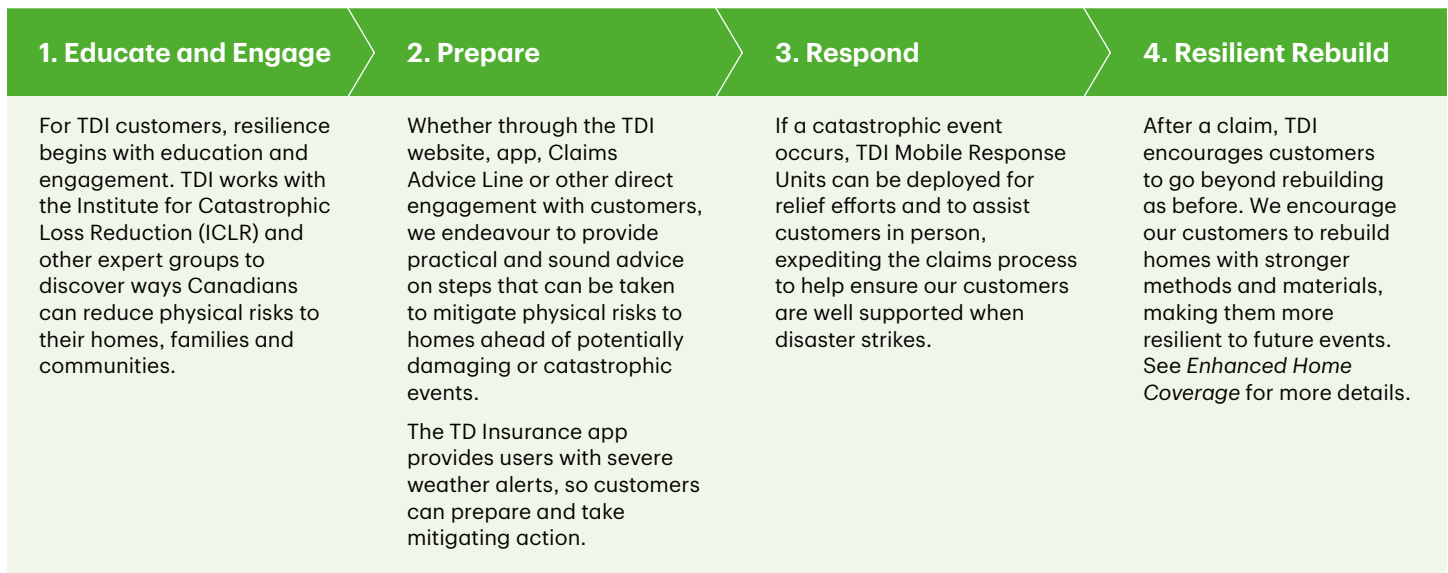 1. Educate and Engage
For TDI customers, resilience
begins with education and
engagement. TDI works with
the Institute for Catastrophic
Loss Reduction (ICLR) and
other expert groups to
discover ways Canadians
can reduce physical risks to
their homes, families and
communities.
2. Prepare
Whether through the TDI
website, app, Claims
Advice Line or other direct
engagement with customers,
we endeavour to provide
practical and sound advice
on steps that can be taken
to mitigate physical risks to
homes ahead of potentially
damaging or catastrophic
events.
The TD Insurance app
provides users with severe
weather alerts, so customers
can prepare and take
mitigating action.
3. Respond
If a catastrophic event
occurs, TDI Mobile Response
Units can be deployed for
relief efforts and to assist
customers in person,
expediting the claims process
to help ensure our customers
are well supported when
disaster strikes.
4. Resilient Rebuild
After a claim, TDI
encourages customers
to go beyond rebuilding
as before. We encourage
our customers to rebuild
homes with stronger
methods and materials,
making them more
resilient to future events.
See Enhanced Home
Coverage for more details.